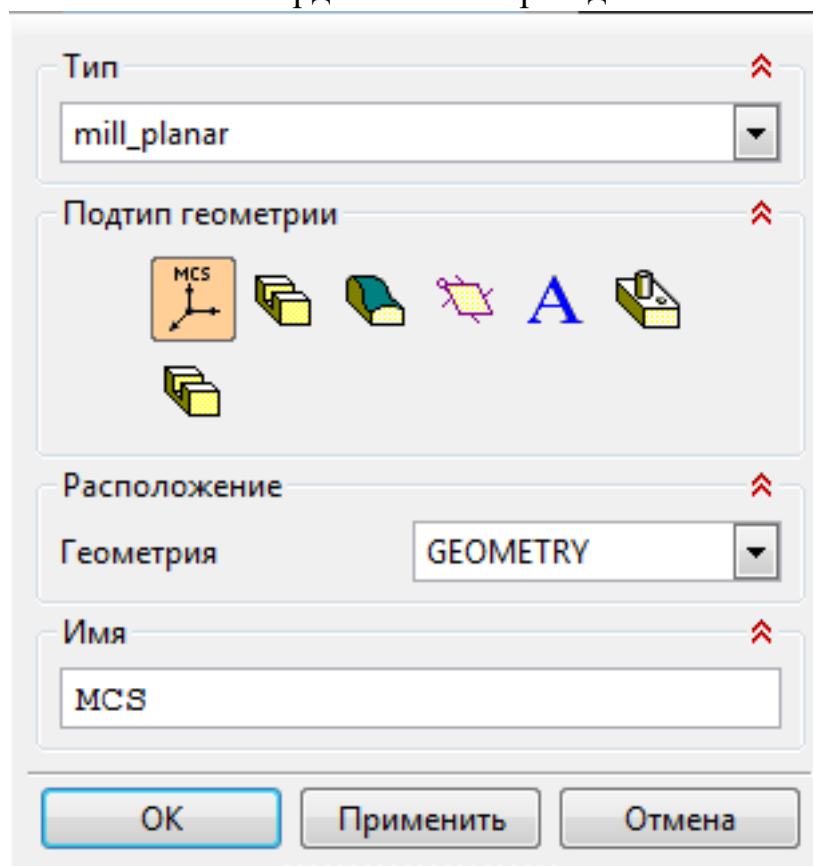 Тип
mill_planar
Подтип геометрии
MCS
A
Расположение
Геометрия GEOMETRY
Имя
MCS
OK Применить Отмена